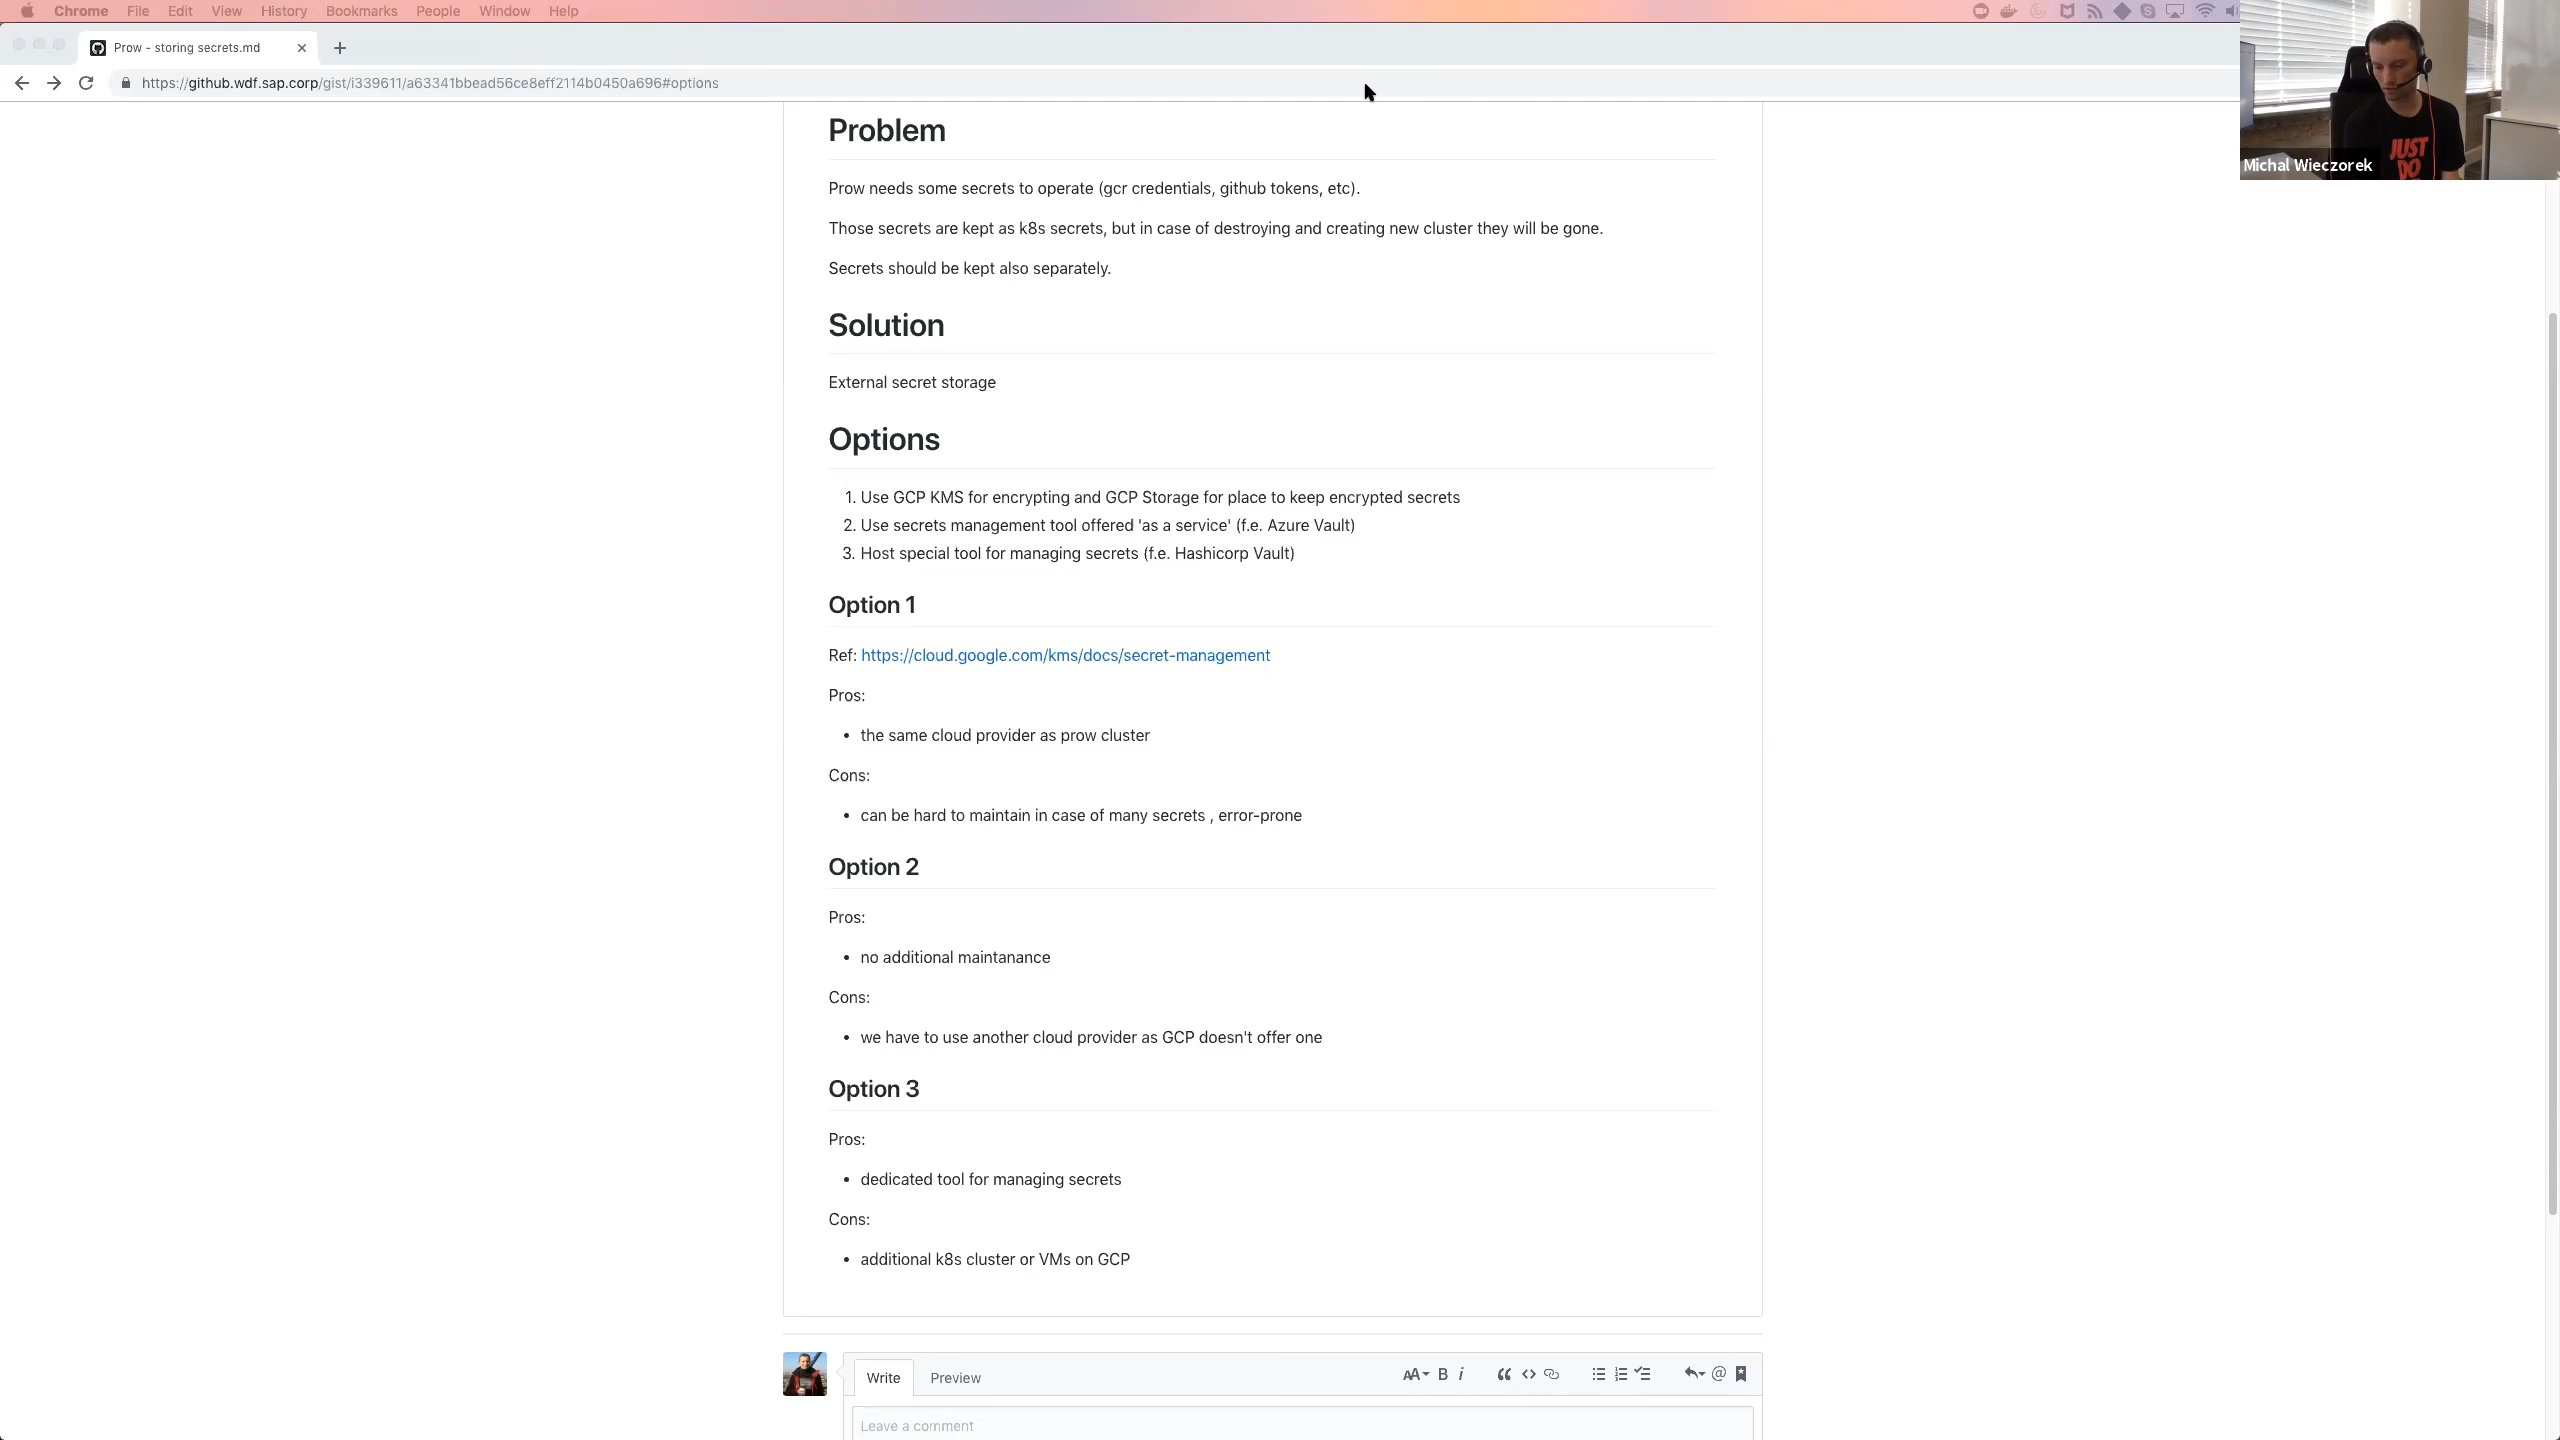 Chrome File Edit View History Bookmarks People Window Help
Prow - storing secrets.md
https://github.wdf.sap.corp/gist/i339611/a63341bbead56ce8eff2114b0450a696#options
JUST
DO
Michal Wieczorek
Problem
Prow needs some secrets to operate (gcr credentials, github tokens, etc).
Those secrets are kept as k8s secrets, but in case of destroying and creating new cluster they will be gone.
Secrets should be kept also separately.
Solution
External secret storage
Options
1. Use GCP KMS for encrypting and GCP Storage for place to keep encrypted secrets
2. Use secrets management tool offered 'as a service' (f.e. Azure Vault)
3. Host special tool for managing secrets (f.e. Hashicorp Vault)
Option 1
Ref: https://cloud.google.com/kms/docs/secret-management
Pros:
• the same cloud provider as prow cluster
Cons:
• can be hard to maintain in case of many secrets , error-prone
Option 2
Pros:
• no additional maintanance
Cons:
• we have to use another cloud provider as GCP doesn't offer one
Option 3
Pros:
• dedicated tool for managing secrets
Cons:
• additional k8s cluster or VMs on GCP
Write Preview
Leave a comment